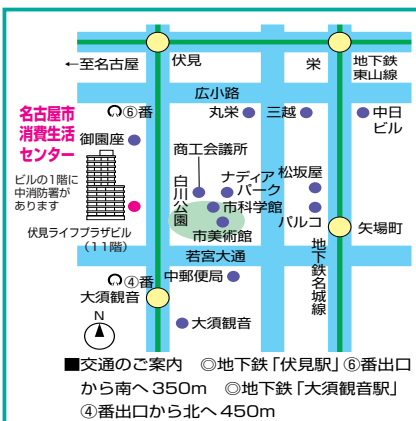 伏見
栄
地下鉄
東山線
←至名古屋
広小路
⑥番
丸栄
三越
中日
ビル
名古屋市
消費生活
センター
御園座
商工会議所
ビルの1階に
中消防署が
あります
白川公園
ナディア
パーク
松坂屋
市科学館
パルコ
矢場町
市美術館
伏見ライフプラザビル
(11階)
若宮大通
地下鉄名城線
④番
中郵便局
大須観音
N
大須観音
■交通のご案内 ◎地下鉄「伏見駅」⑥番出口
から南へ350m ◎地下鉄「大須観音駅」
④番出口から北へ450m